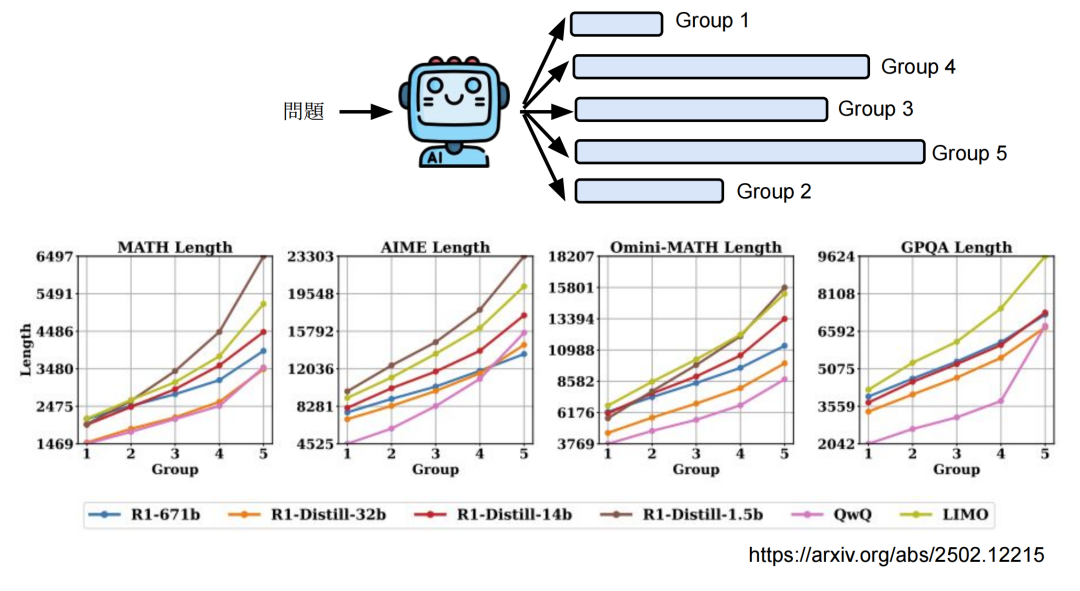 Group 1
Group 4
問題
Group 3
AI
Group 5
Group 2
MATH Length
AIME Length
Omini-MATH Length
GPQA Length
Length
6497
5491
4486
3480
2475
1469
1 2 3 4 5
Group
23303
19548
15792
12036
8281
4525
1 2 3 4 5
Group
18207
15801
13394
10988
8582
6176
3769
1 2 3 4 5
Group
9624
8108
6592
5075
3559
2042
1 2 3 4 5
Group
R1-671b R1-Distill-32b R1-Distill-14b R1-Distill-1.5b QwQ LIMO
https://arxiv.org/abs/2502.12215